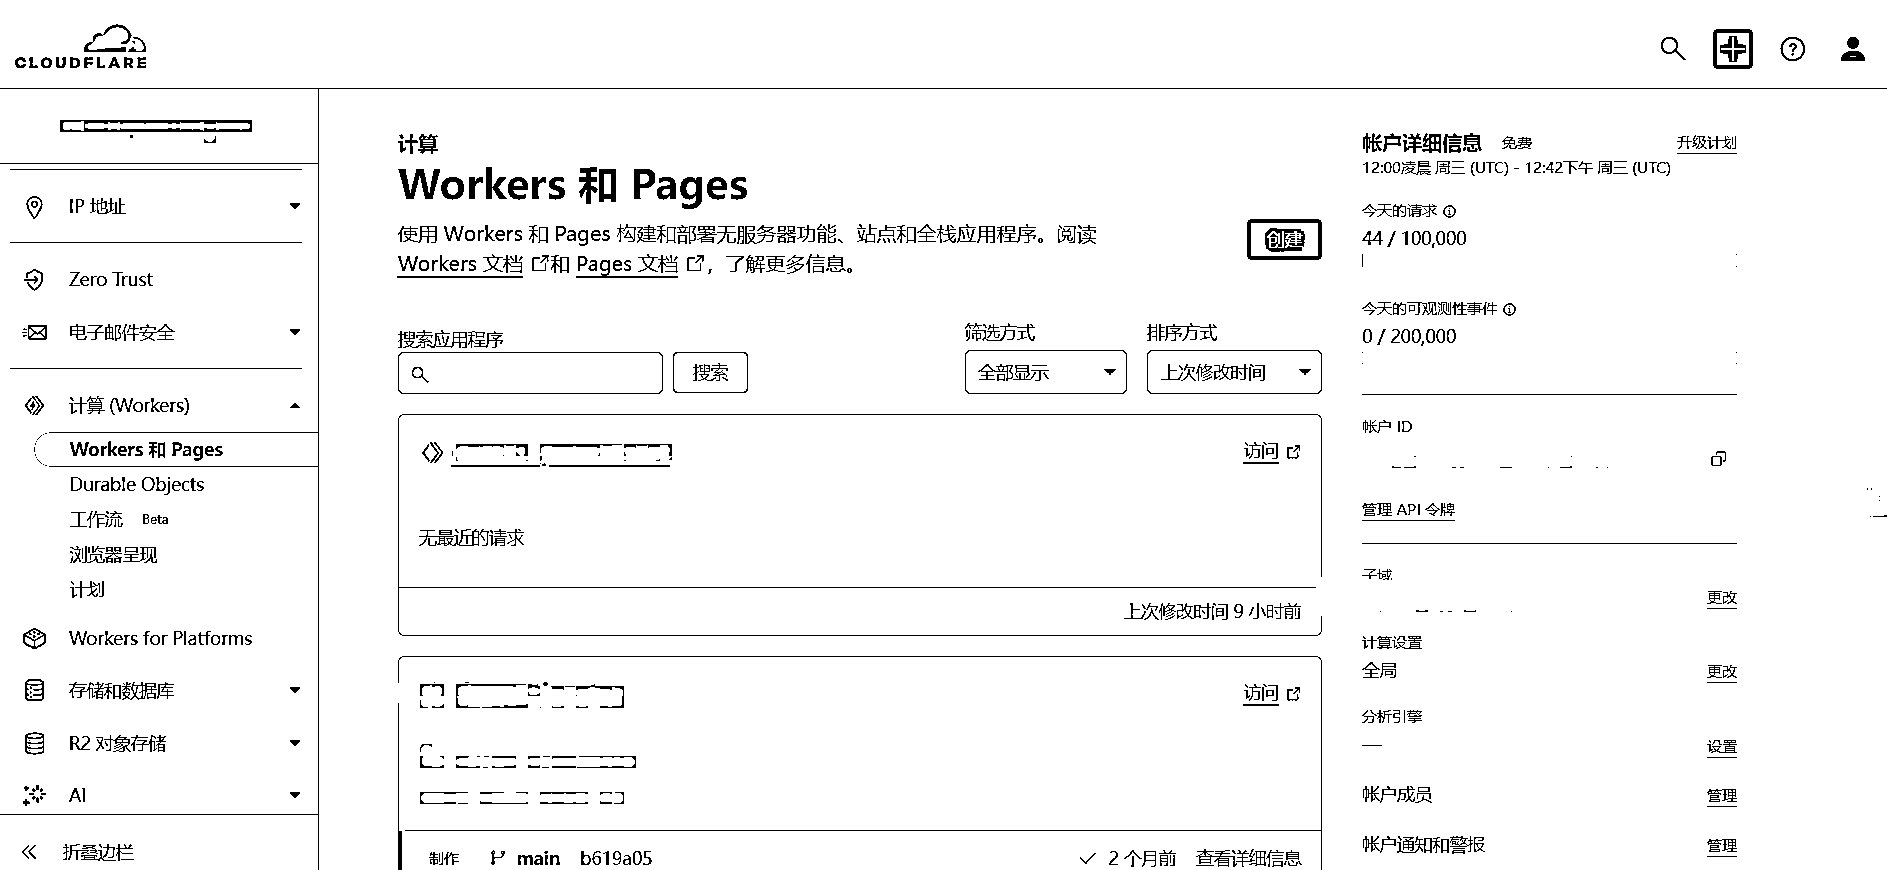 CLOUDFLARE
IP 地址
Zero Trust
电子邮件安全
计算 (Workers)
Workers 和 Pages
Durable Objects
工作流 Beta
浏览器呈现
计划
Workers for Platforms
存储和数据库
R2 对象存储
AI
折叠边栏
计算
Workers 和 Pages
使用 Workers 和 Pages 构建和部署无服务器功能、站点和全栈应用程序。阅读
Workers 文档 和 Pages 文档 ，了解更多信息。
创建
搜索应用程序
搜索
筛选方式
全部显示
排序方式
上次修改时间
访问
无最近的请求
上次修改时间 9 小时前
访问
制作 main b619a05
2 个月前 查看详细信息
帐户详细信息 免费 升级计划
12:00凌晨 周三 (UTC) - 12:42下午 周三 (UTC)
今天的请求
44 / 100,000
今天的可观测性事件
0 / 200,000
帐户 ID
管理 API 令牌
子域
更改
计算设置
全局 更改
分析引擎
— 设置
帐户成员 管理
帐户通知和警报 管理